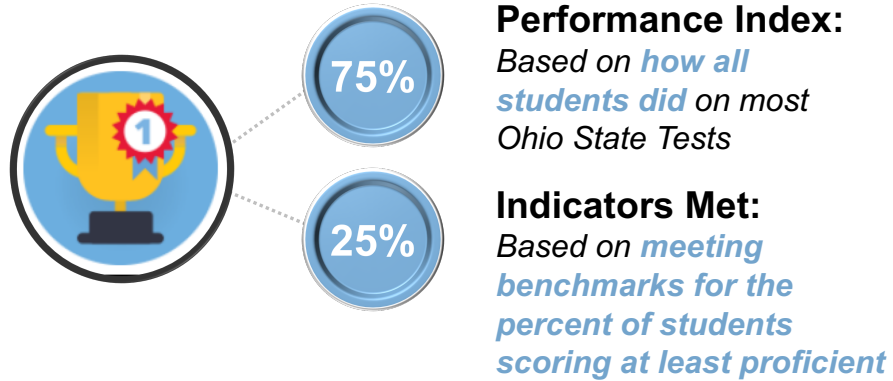 1
75%
Performance Index:
Based on how all
students did on most
Ohio State Tests
25%
Indicators Met:
Based on meeting
benchmarks for the
percent of students
scoring at least proficient